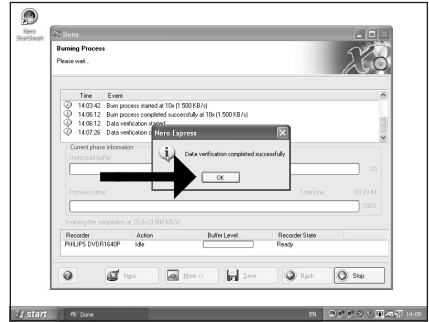 Nero
StartSmart
Done
Burning Process
Please wait...
Time Event
14:03:42 Burn process started at 10x (1.500 KB/s)
14:06:12 Burn process completed successfully at 10x (1.500 KB/s)
14:06:12 Data verification started
14:07:26 Data verification c
Nero Express
Data verification completed successfully
OK
Current phase information
Used read buffer:
0%
Process status: Total time: 00:03:44
100%
Verifying the compilation at 25,9x (3.890 KB/s)
Recorder Action Buffer Level Recorder State
PHILIPS DVDR1640P Idle Ready
Nero More >> Save Back Stop
start Done EN 14:09